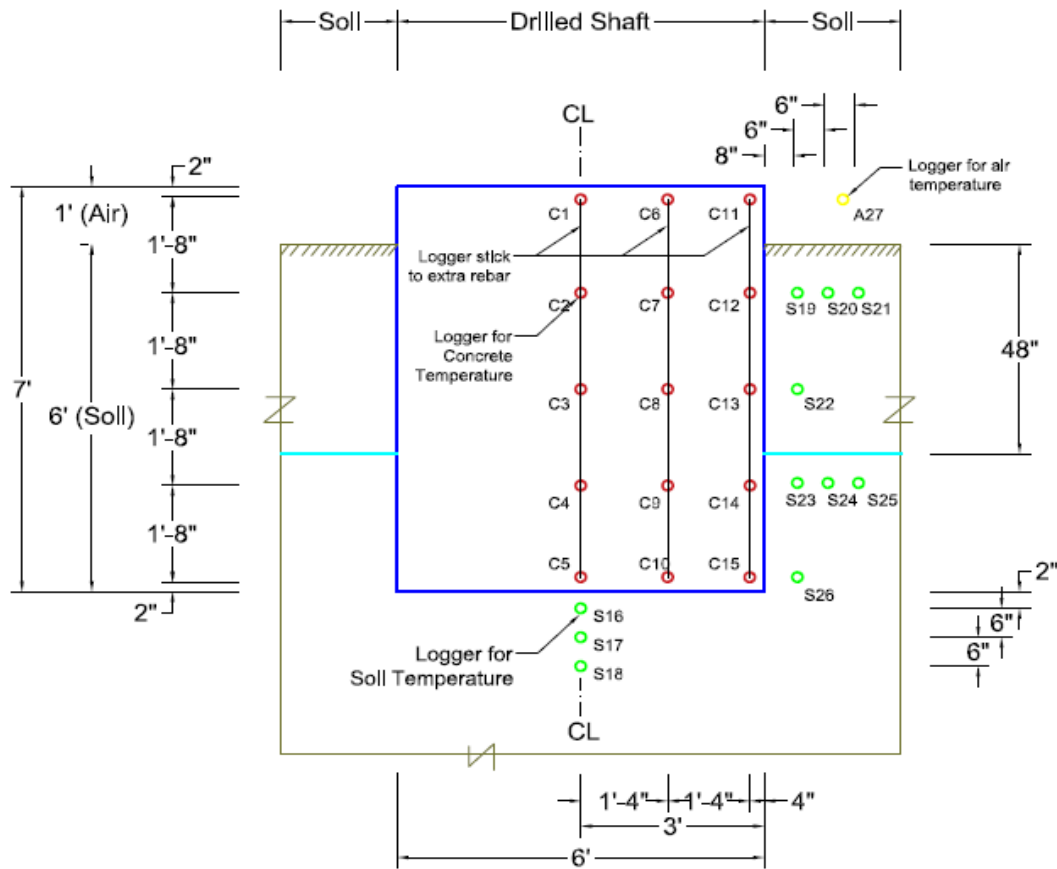 Soil
Drilled Shaft
Soil
6"
6"
8"
CL
2"
Logger for air
temperature
1' (Air)
C1
C6
C11
A27
1'-8"
Logger stick
to extra rebar
C2
C7
C12
S19
S20
S21
1'-8"
Logger for
Concrete
Temperature
48"
7'
6' (Soil)
C3
C8
C13
S22
1'-8"
C4
C9
C14
S23
S24
S25
1'-8"
C5
C10
C15
S26
2"
2"
S16
6"
Logger for
Soil Temperature
S17
6"
S18
CL
1'-4"
1'-4"
4"
3'
6'